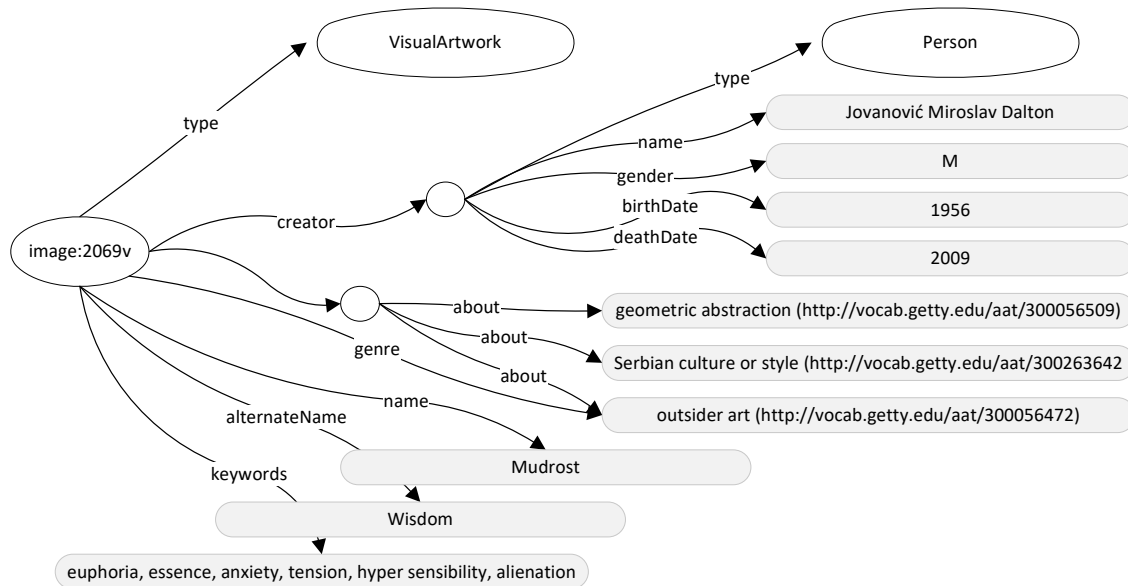 VisualArtwork
Person
type
type
Jovanović Miroslav Dalton
name
M
gender
birthDate
1956
creator
image:2069v
deathDate
2009
about
geometric abstraction (http://vocab.getty.edu/aat/300056509)
about
genre
Serbian culture or style (http://vocab.getty.edu/aat/300263642
about
name
outsider art (http://vocab.getty.edu/aat/300056472)
alternateName
Mudrost
keywords
Wisdom
euphoria, essence, anxiety, tension, hyper sensibility, alienation